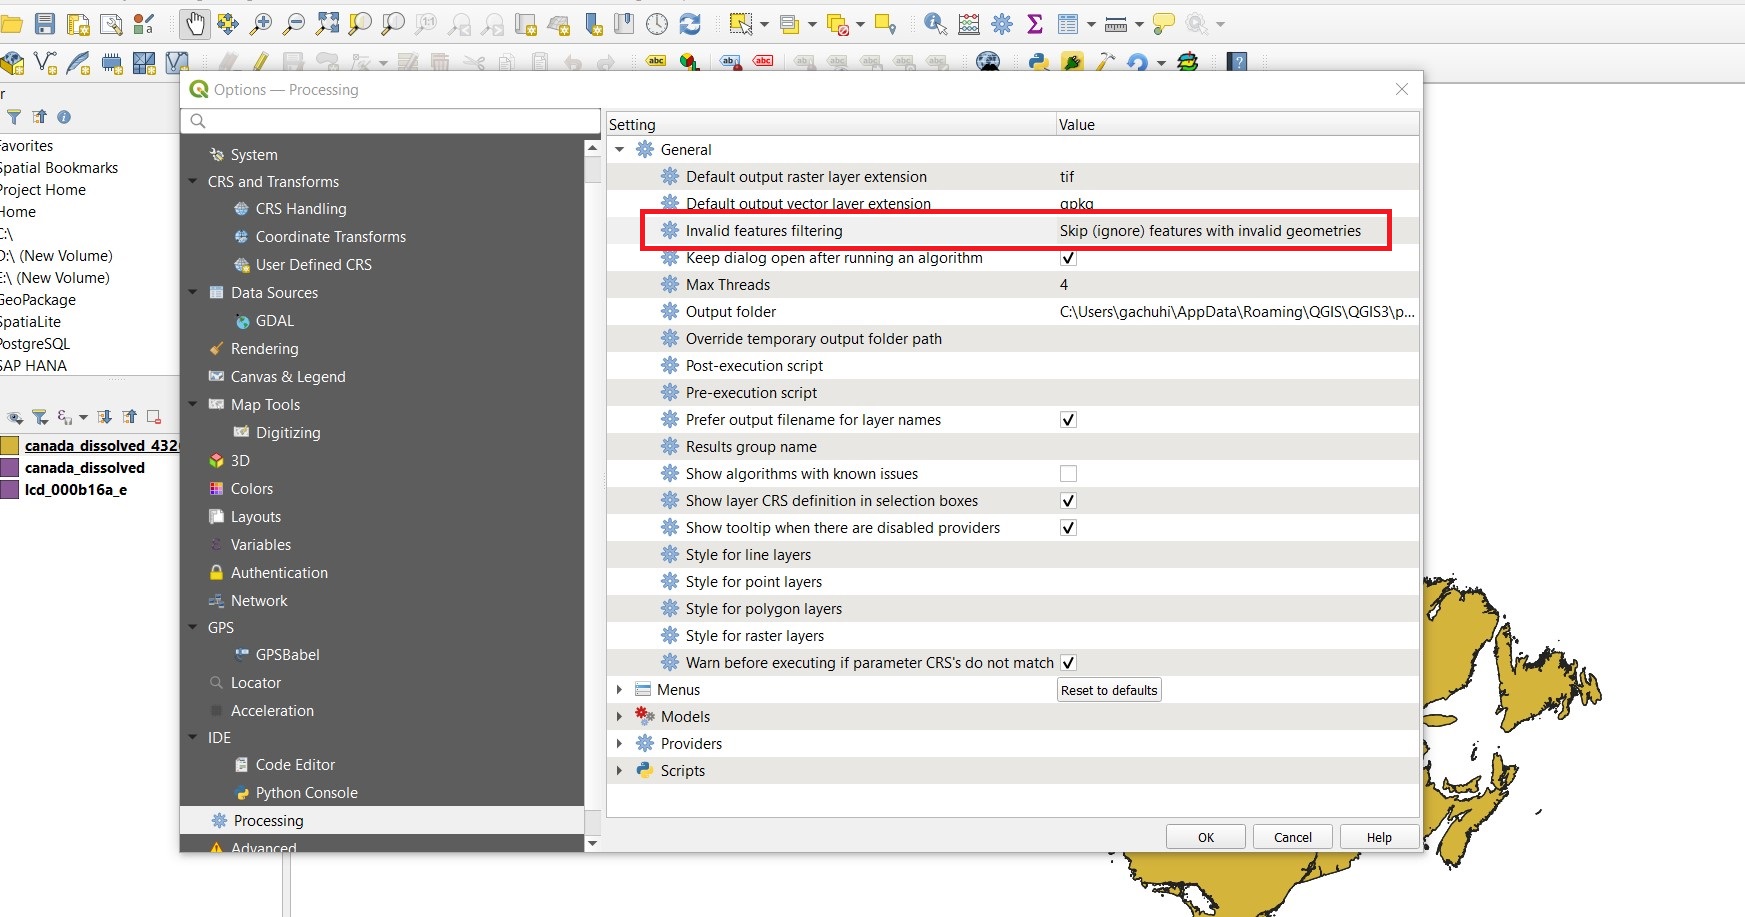 Options — Processing
r
avorites
Spatial Bookmarks
Project Home
Home
C:\
D:\ (New Volume)
E:\ (New Volume)
GeoPackage
SpatiaLite
PostgreSQL
SAP HANA
canada_dissolved_432
canada_dissolved
lcd_000b16a_e
System
CRS and Transforms
CRS Handling
Coordinate Transforms
User Defined CRS
Data Sources
GDAL
Rendering
Canvas & Legend
Map Tools
Digitizing
3D
Colors
Layouts
Variables
Authentication
Network
GPS
GPSBabel
Locator
Acceleration
IDE
Code Editor
Python Console
Processing
Advanced
Setting Value
General
Default output raster layer extension tif
Default output vector layer extension gpkg
Invalid features filtering Skip (ignore) features with invalid geometries
Keep dialog open after running an algorithm
Max Threads 4
Output folder C:\Users\gachuhi\AppData\Roaming\QGIS\QGIS3\p...
Override temporary output folder path
Post-execution script
Pre-execution script
Prefer output filename for layer names
Results group name
Show algorithms with known issues
Show layer CRS definition in selection boxes
Show tooltip when there are disabled providers
Style for line layers
Style for point layers
Style for polygon layers
Style for raster layers
Warn before executing if parameter CRS's do not match
Menus Reset to defaults
Models
Providers
Scripts
OK Cancel Help